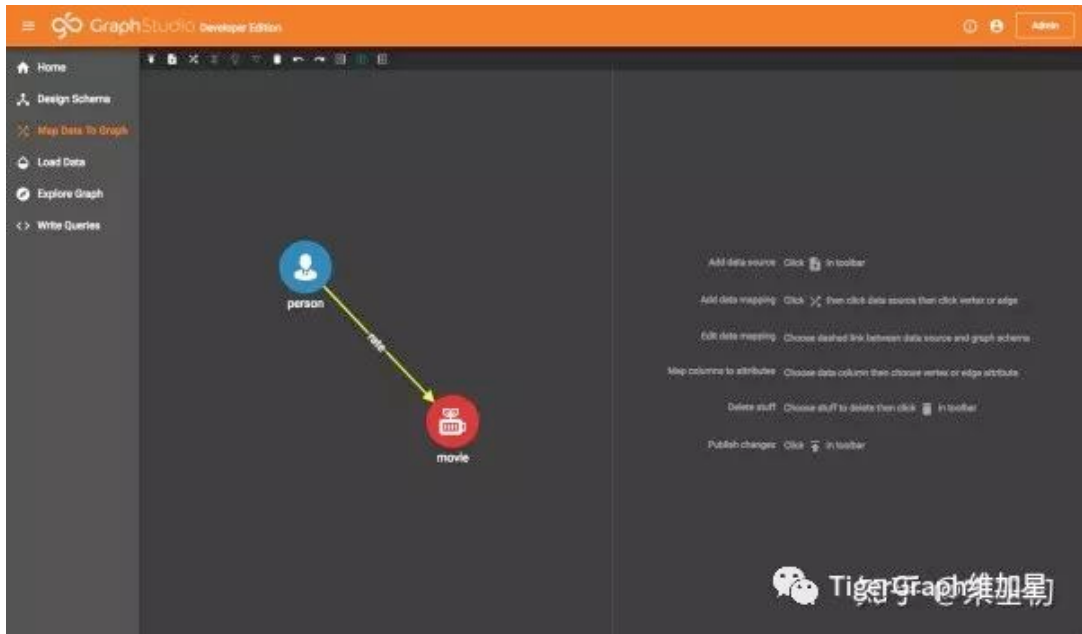 GraphStudio Developer Edition
Admin
Home
Design Schema
Map Data To Graph
Load Data
Explore Graph
Write Queries
person
rate
movie
Add data source Click in toolbar
Add data mapping Click then click data source then click vertex or edge
Edit data mapping Choose dashed link between data source and graph schema
Map columns to attributes Choose data column then choose vertex or edge attribute
Delete stuff Choose stuff to delete then click in toolbar
Publish changes Click in toolbar
TigerGraph维加星